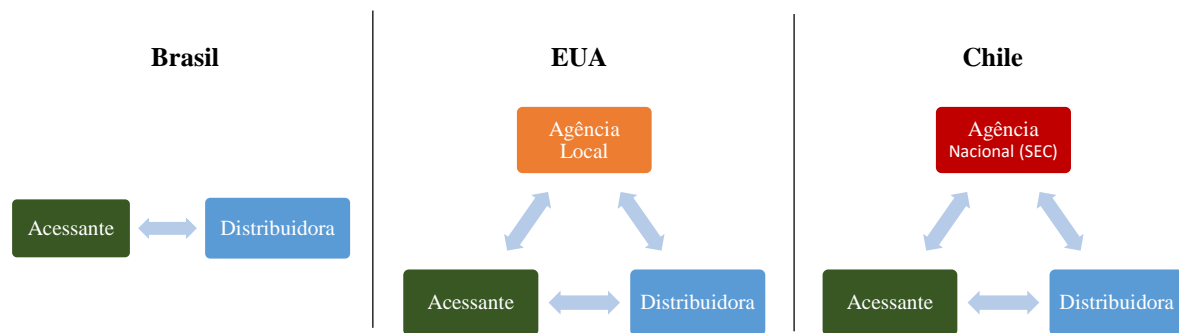 Brasil
Acessante
Distribuidora
EUA
Agência
Local
Acessante
Distribuidora
Chile
Agência
Nacional (SEC)
Acessante
Distribuidora